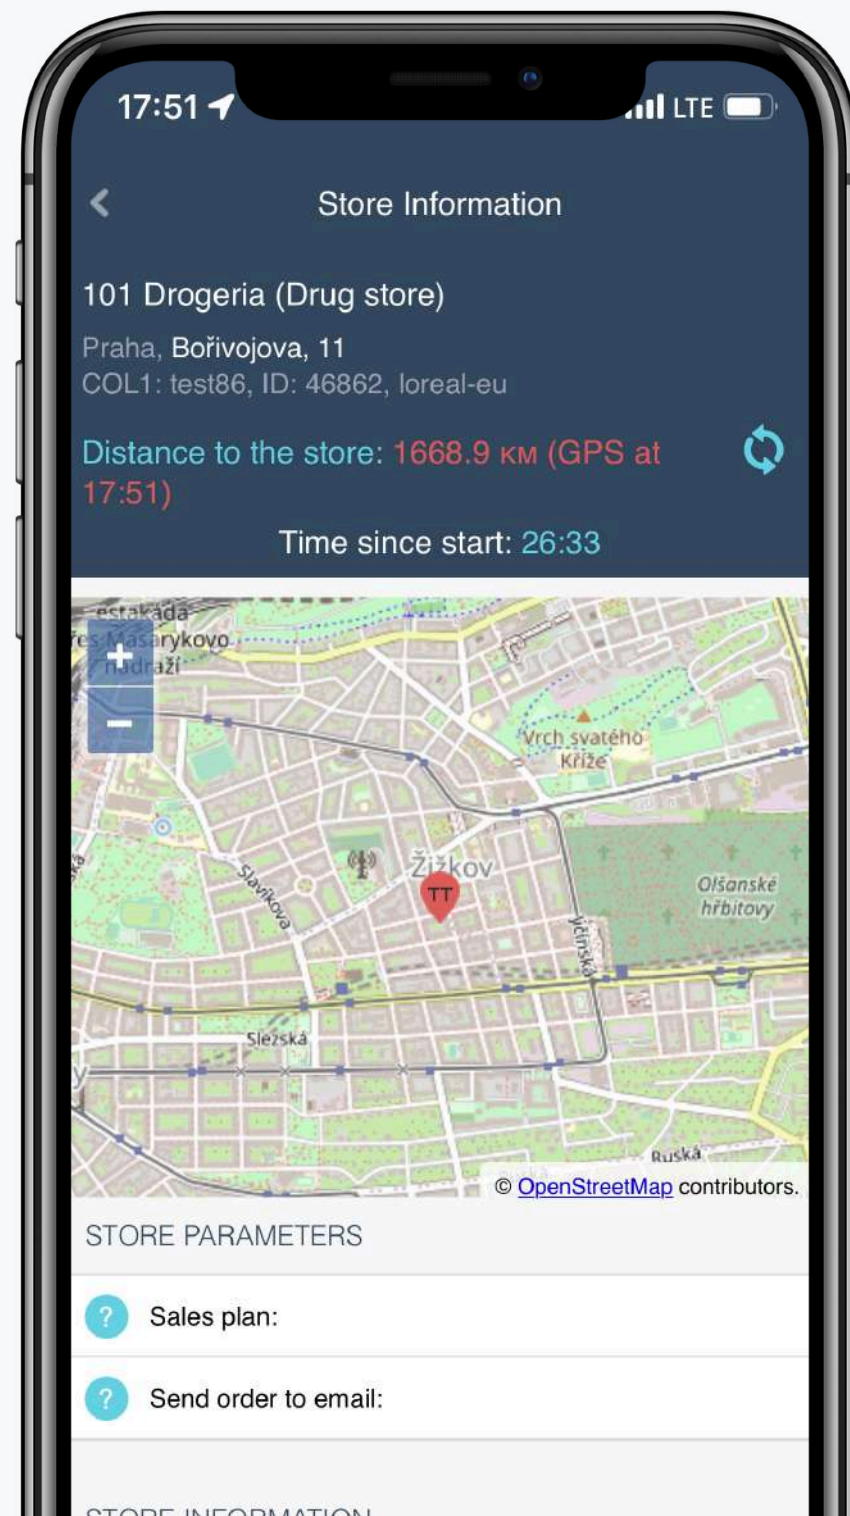 17:51 LTE
Store Information
101 Drogeria (Drug store)
Praha, Bořivojova, 11
COL1: test86, ID: 46862, loreal-eu
Distance to the store: 1668.9 км (GPS at
17:51)
Time since start: 26:33
estakáda
Masarykovo
nádraží
+
−
Vrch svatého
Kříže
Žižkov
TT
Olšanské
hřbitovy
Slavíkova
Slezská
Ruská
© OpenStreetMap contributors.
STORE PARAMETERS
? Sales plan:
? Send order to email:
STORE INFORMATION